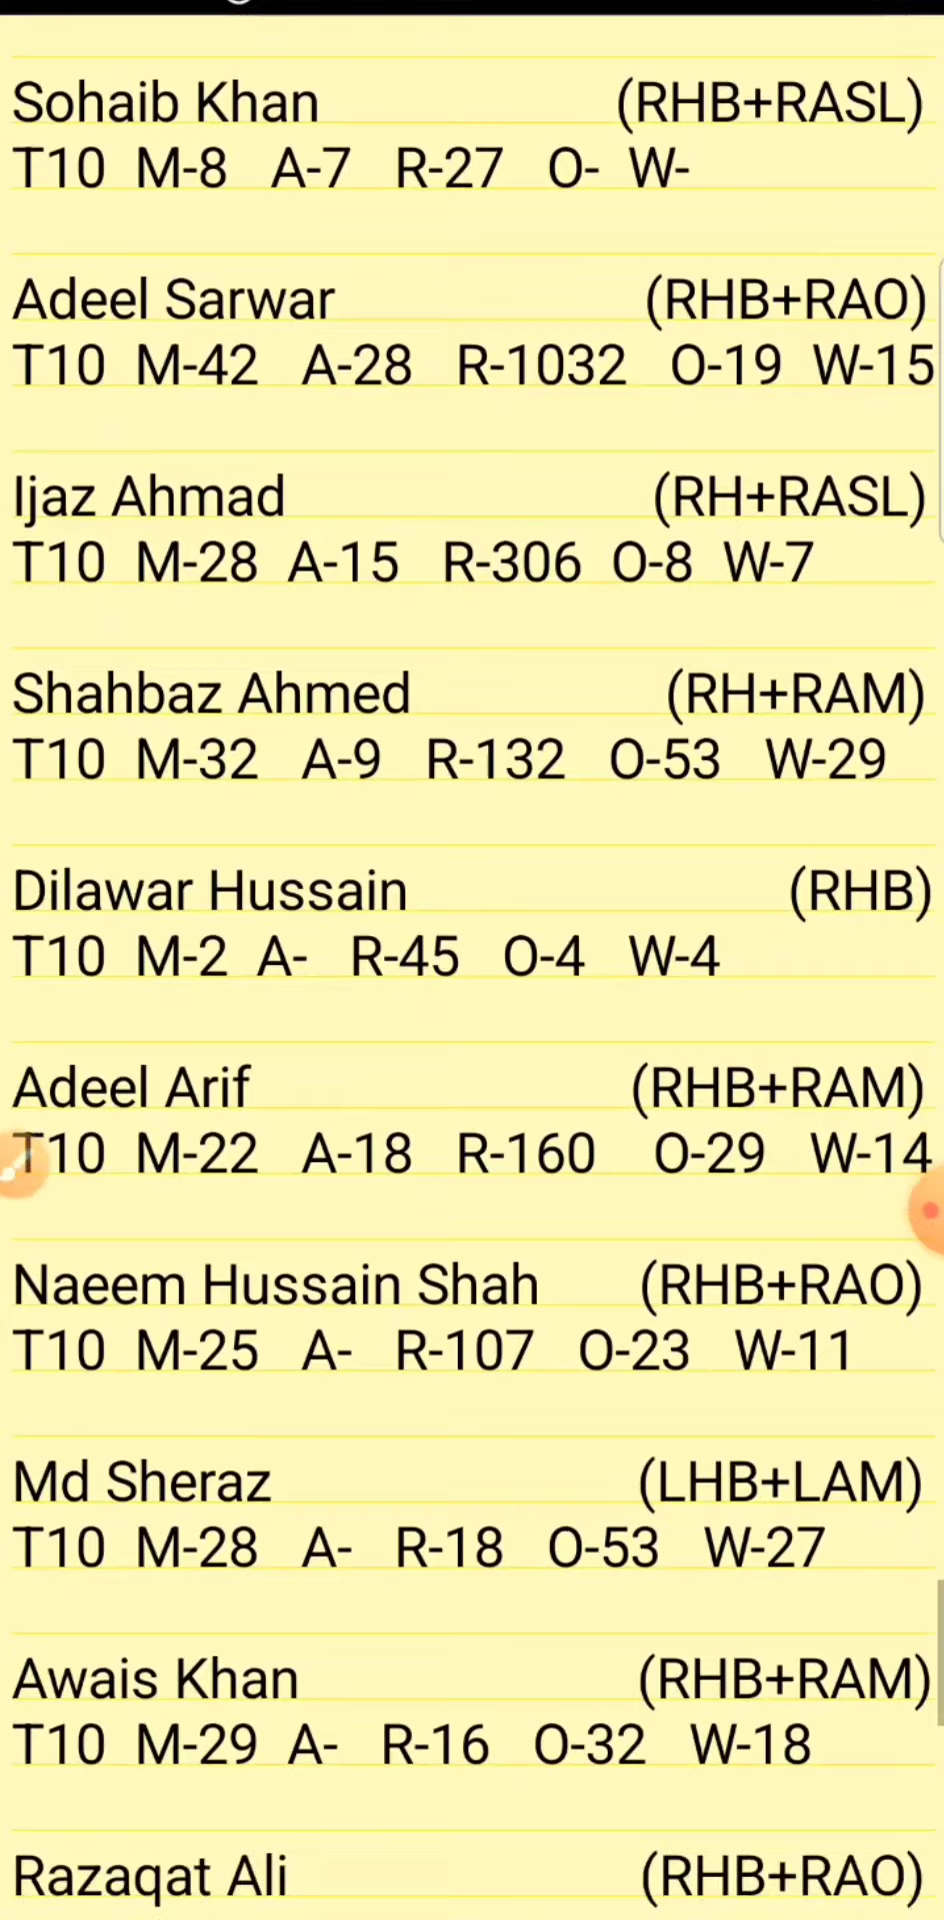 Sohaib Khan (RHB+RASL)
T10 M-8 A-7 R-27 O- W-
Adeel Sarwar (RHB+RAO)
T10 M-42 A-28 R-1032 O-19 W-15
Ijaz Ahmad (RH+RASL)
T10 M-28 A-15 R-306 O-8 W-7
Shahbaz Ahmed (RH+RAM)
T10 M-32 A-9 R-132 O-53 W-29
Dilawar Hussain (RHB)
T10 M-2 A- R-45 O-4 W-4
Adeel Arif (RHB+RAM)
T10 M-22 A-18 R-160 O-29 W-14
Naeem Hussain Shah (RHB+RAO)
T10 M-25 A- R-107 O-23 W-11
Md Sheraz (LHB+LAM)
T10 M-28 A- R-18 O-53 W-27
Awais Khan (RHB+RAM)
T10 M-29 A- R-16 O-32 W-18
Razaqat Ali (RHB+RAO)